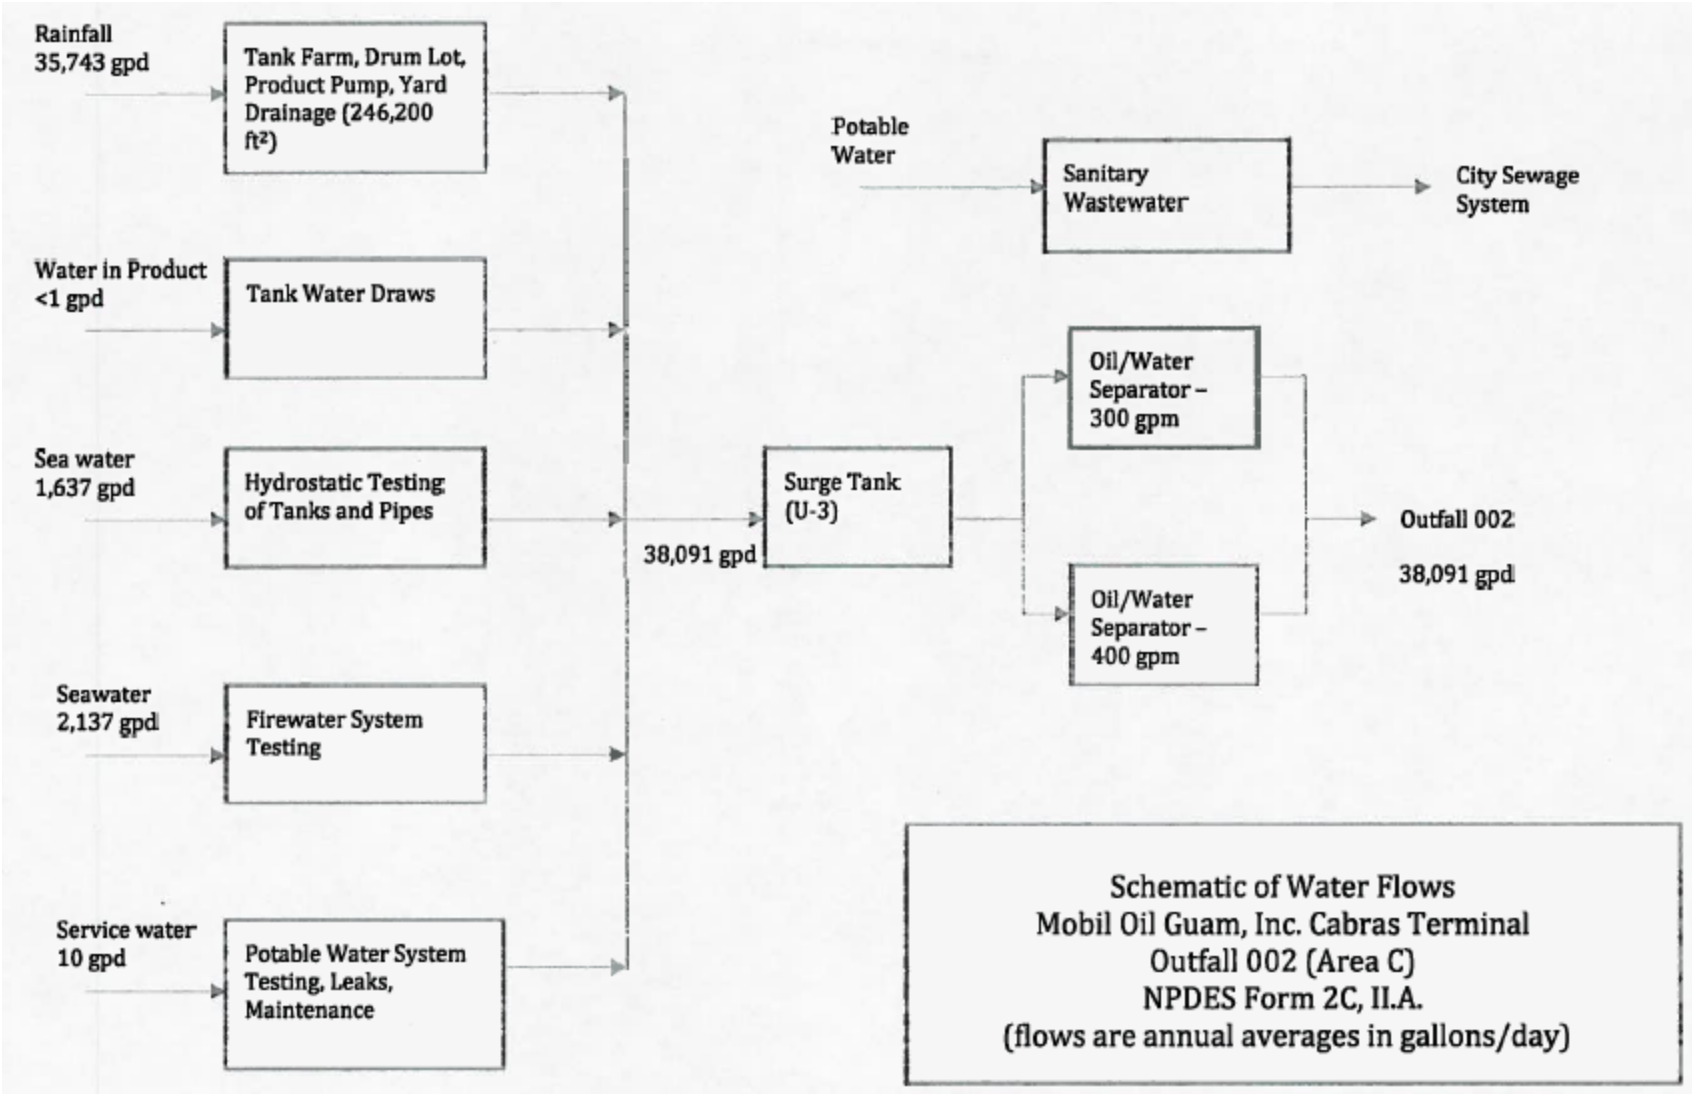 Rainfall
35,743 gpd
Tank Farm, Drum Lot,
Product Pump, Yard
Drainage (246,200
ft²)
Potable
Water
Sanitary
Wastewater
City Sewage
System
Water in Product
<1 gpd
Tank Water Draws
Oil/Water
Separator –
300 gpm
Sea water
1,637 gpd
Hydrostatic Testing
of Tanks and Pipes
38,091 gpd
Surge Tank
(U-3)
Outfall 002
38,091 gpd
Oil/Water
Separator –
400 gpm
Seawater
2,137 gpd
Firewater System
Testing
Service water
10 gpd
Potable Water System
Testing, Leaks,
Maintenance
Schematic of Water Flows
Mobil Oil Guam, Inc. Cabras Terminal
Outfall 002 (Area C)
NPDES Form 2C, II.A.
(flows are annual averages in gallons/day)